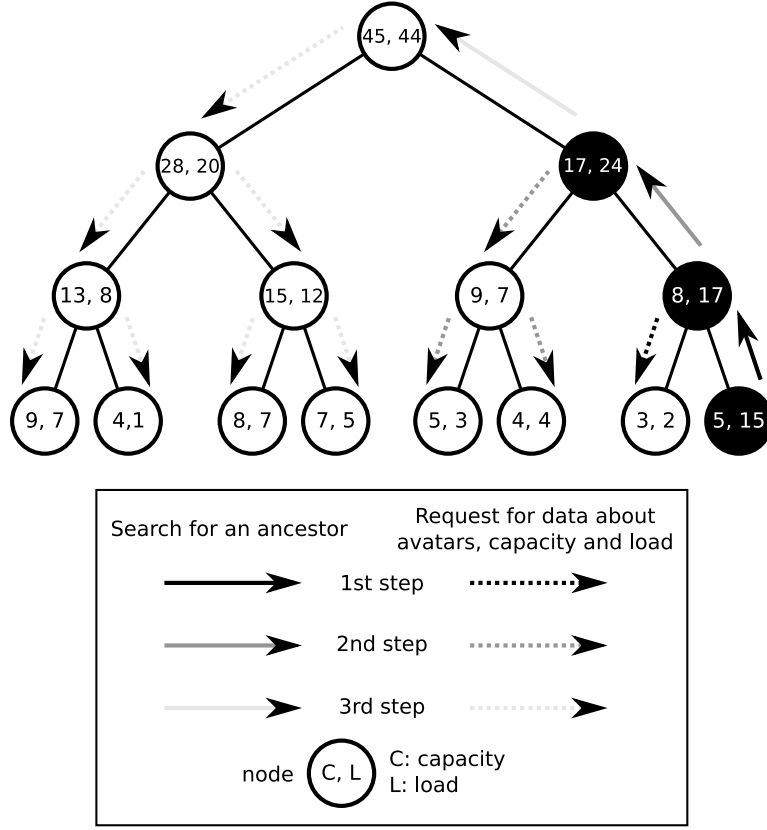 45, 44
28, 20
17, 24
13, 8
15, 12
9, 7
8, 17
9, 7
4,1
8, 7
7, 5
5, 3
4, 4
3, 2
5, 15
Search for an ancestor
Request for data about
avatars, capacity and load
1st step
2nd step
3rd step
node
C, L
C: capacity
L: load